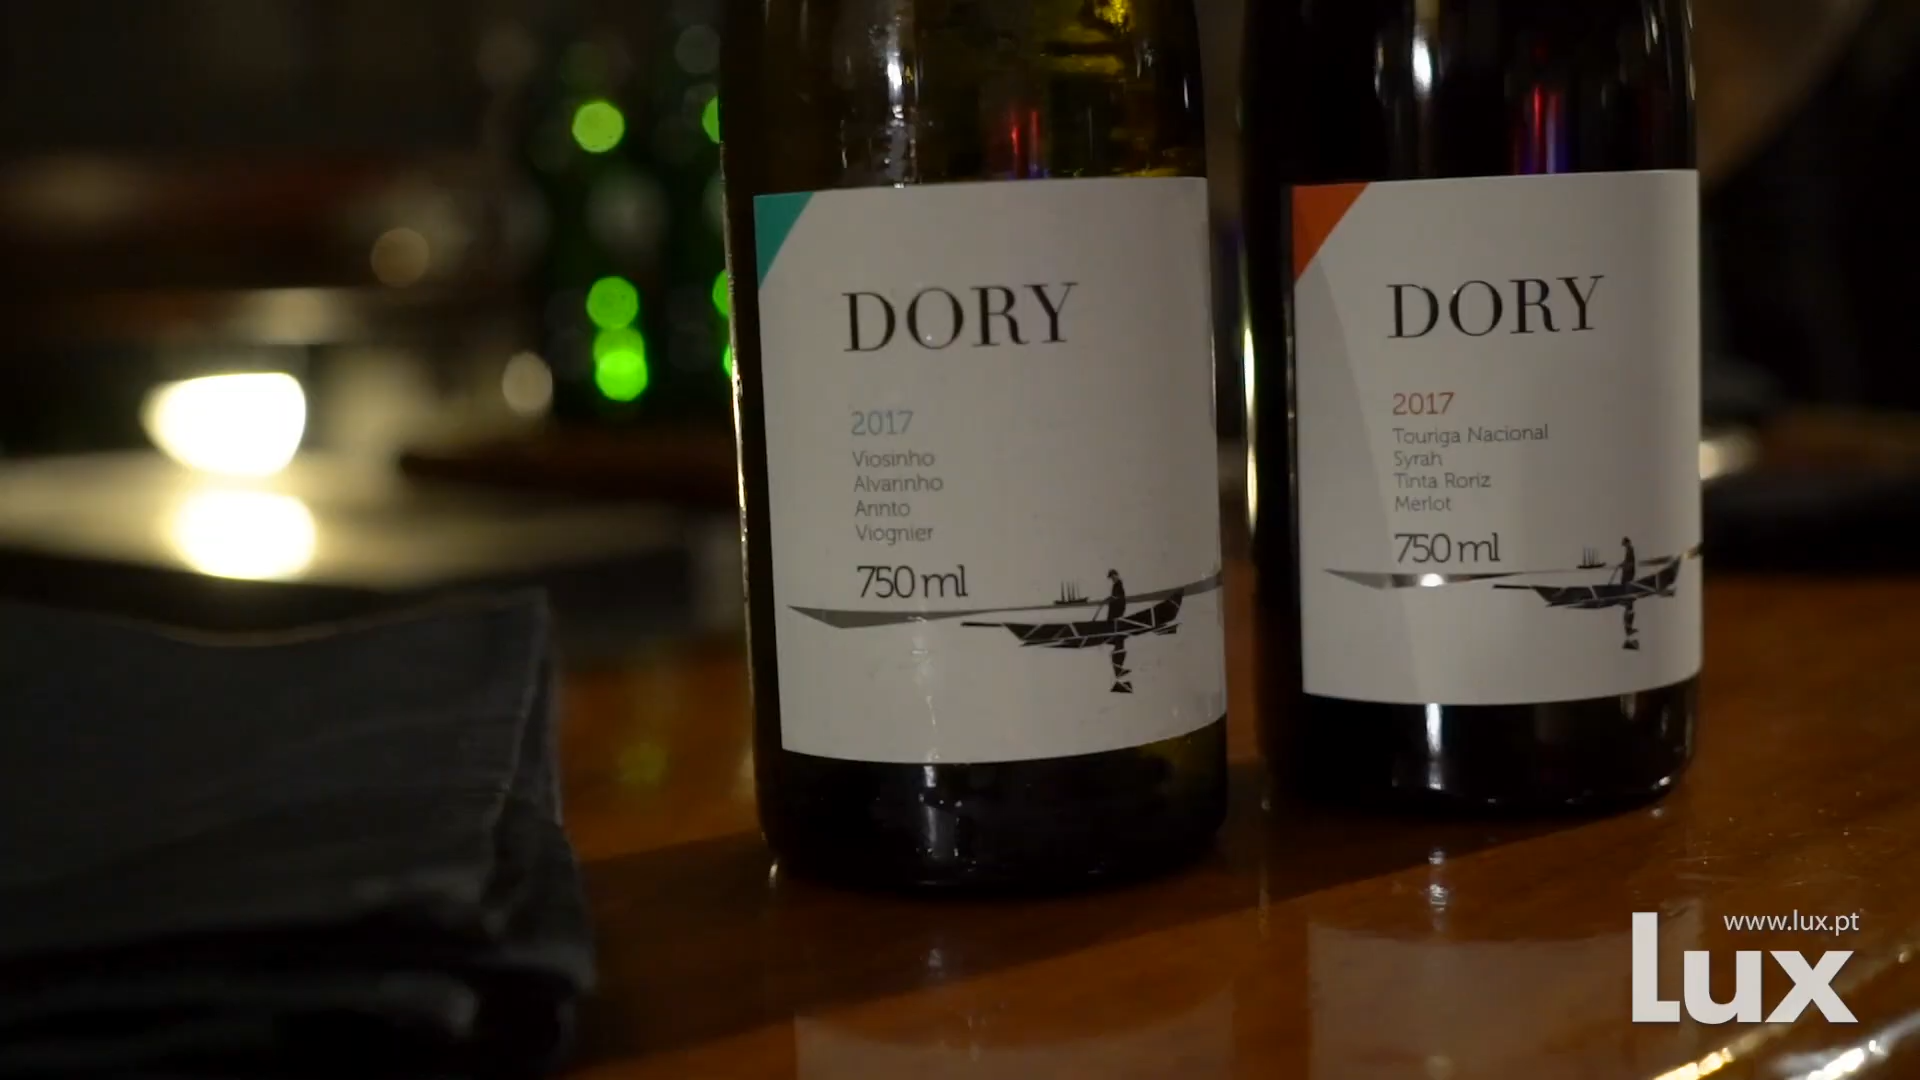 DORY
2017
Viosinho
Alvarinho
Arinto
Viognier
750 ml
DORY
2017
Touriga Nacional
Syrah
Tinta Roriz
Merlot
750 ml
www.lux.pt
Lux